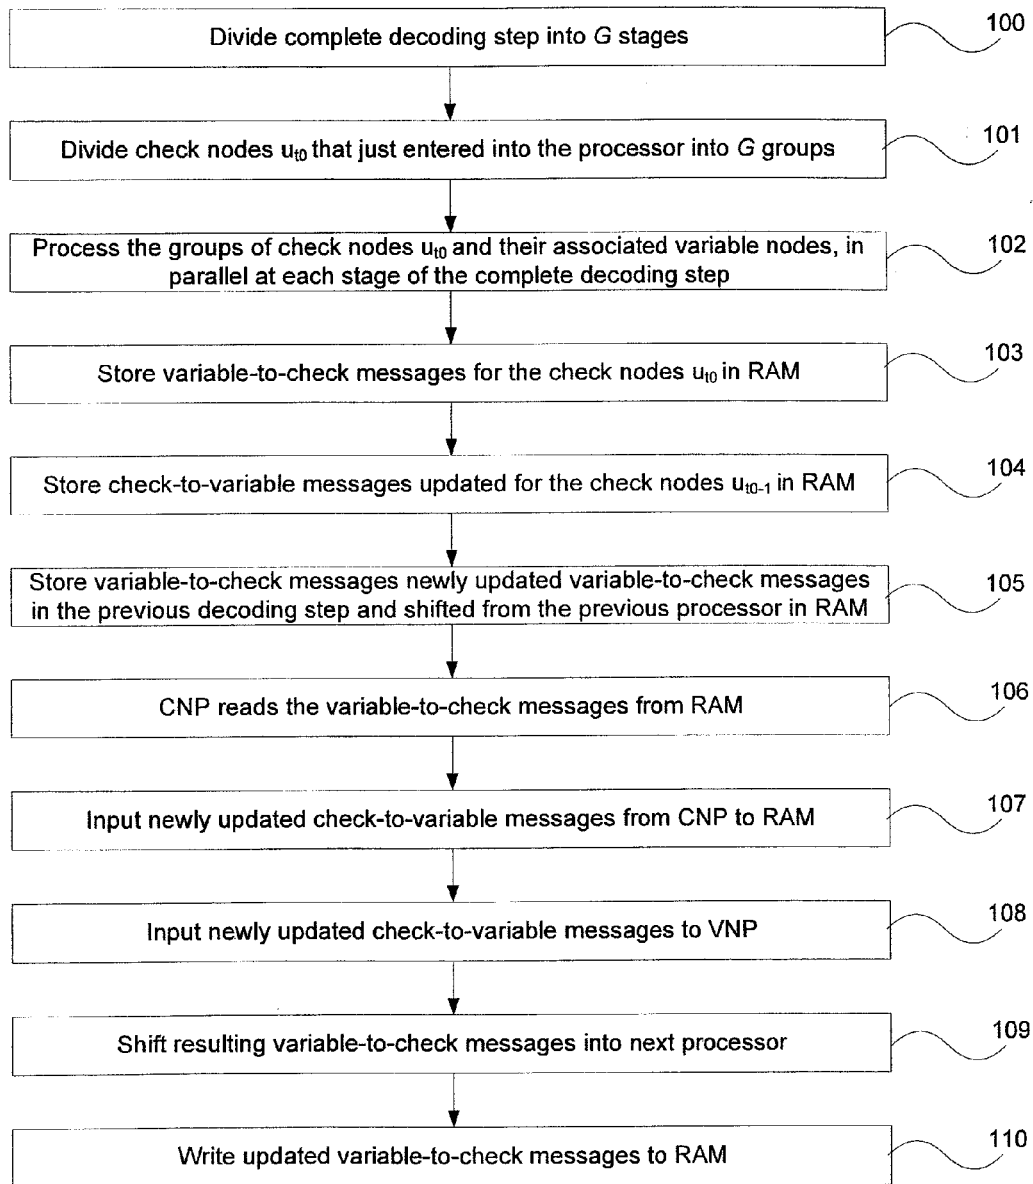 Divide complete decoding step into G stages
100
Divide check nodes u_t0 that just entered into the processor into G groups
101
Process the groups of check nodes u_t0 and their associated variable nodes, in
parallel at each stage of the complete decoding step
102
Store variable-to-check messages for the check nodes u_t0 in RAM
103
Store check-to-variable messages updated for the check nodes u_t0-1 in RAM
104
Store variable-to-check messages newly updated variable-to-check messages
in the previous decoding step and shifted from the previous processor in RAM
105
CNP reads the variable-to-check messages from RAM
106
Input newly updated check-to-variable messages from CNP to RAM
107
Input newly updated check-to-variable messages to VNP
108
Shift resulting variable-to-check messages into next processor
109
Write updated variable-to-check messages to RAM
110